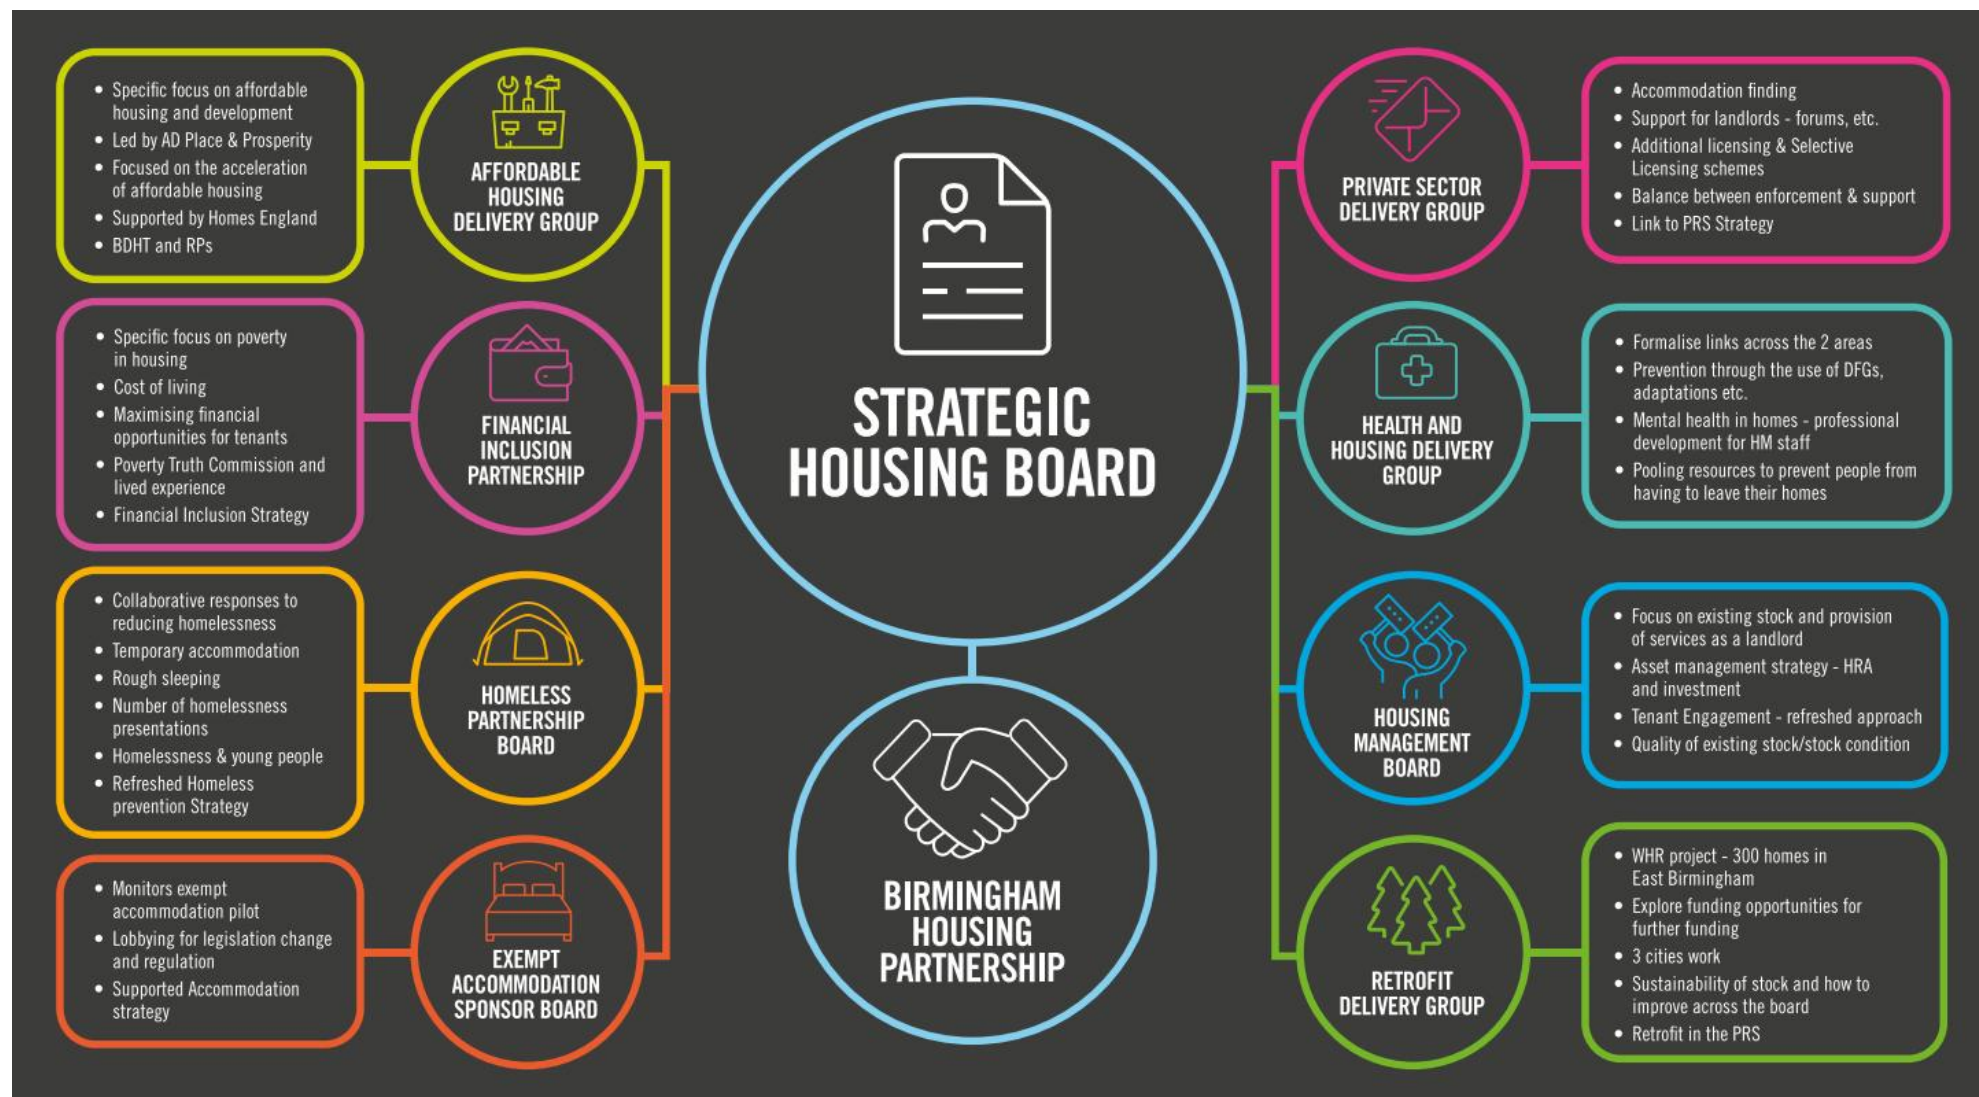 • Specific focus on affordable
housing and development
• Led by AD Place & Prosperity
• Focused on the acceleration
of affordable housing
• Supported by Homes England
• BDHT and RPs
AFFORDABLE
HOUSING
DELIVERY GROUP
• Specific focus on poverty
in housing
• Cost of living
• Maximising financial
opportunities for tenants
• Poverty Truth Commission and
lived experience
• Financial Inclusion Strategy
FINANCIAL
INCLUSION
PARTNERSHIP
• Collaborative responses to
reducing homelessness
• Temporary accommodation
• Rough sleeping
• Number of homelessness
presentations
• Homelessness & young people
• Refreshed Homeless
prevention Strategy
HOMELESS
PARTNERSHIP
BOARD
• Monitors exempt
accommodation pilot
• Lobbying for legislation change
and regulation
• Supported Accommodation
strategy
EXEMPT
ACCOMMODATION
SPONSOR BOARD
STRATEGIC
HOUSING BOARD
BIRMINGHAM
HOUSING
PARTNERSHIP
PRIVATE SECTOR
DELIVERY GROUP
• Accommodation finding
• Support for landlords - forums, etc.
• Additional licensing & Selective
Licensing schemes
• Balance between enforcement & support
• Link to PRS Strategy
HEALTH AND
HOUSING DELIVERY
GROUP
• Formalise links across the 2 areas
• Prevention through the use of DFGs,
adaptations etc.
• Mental health in homes - professional
development for HM staff
• Pooling resources to prevent people from
having to leave their homes
HOUSING
MANAGEMENT
BOARD
• Focus on existing stock and provision
of services as a landlord
• Asset management strategy - HRA
and investment
• Tenant Engagement - refreshed approach
• Quality of existing stock/stock condition
RETROFIT
DELIVERY GROUP
• WHR project - 300 homes in
East Birmingham
• Explore funding opportunities for
further funding
• 3 cities work
• Sustainability of stock and how to
improve across the board
• Retrofit in the PRS